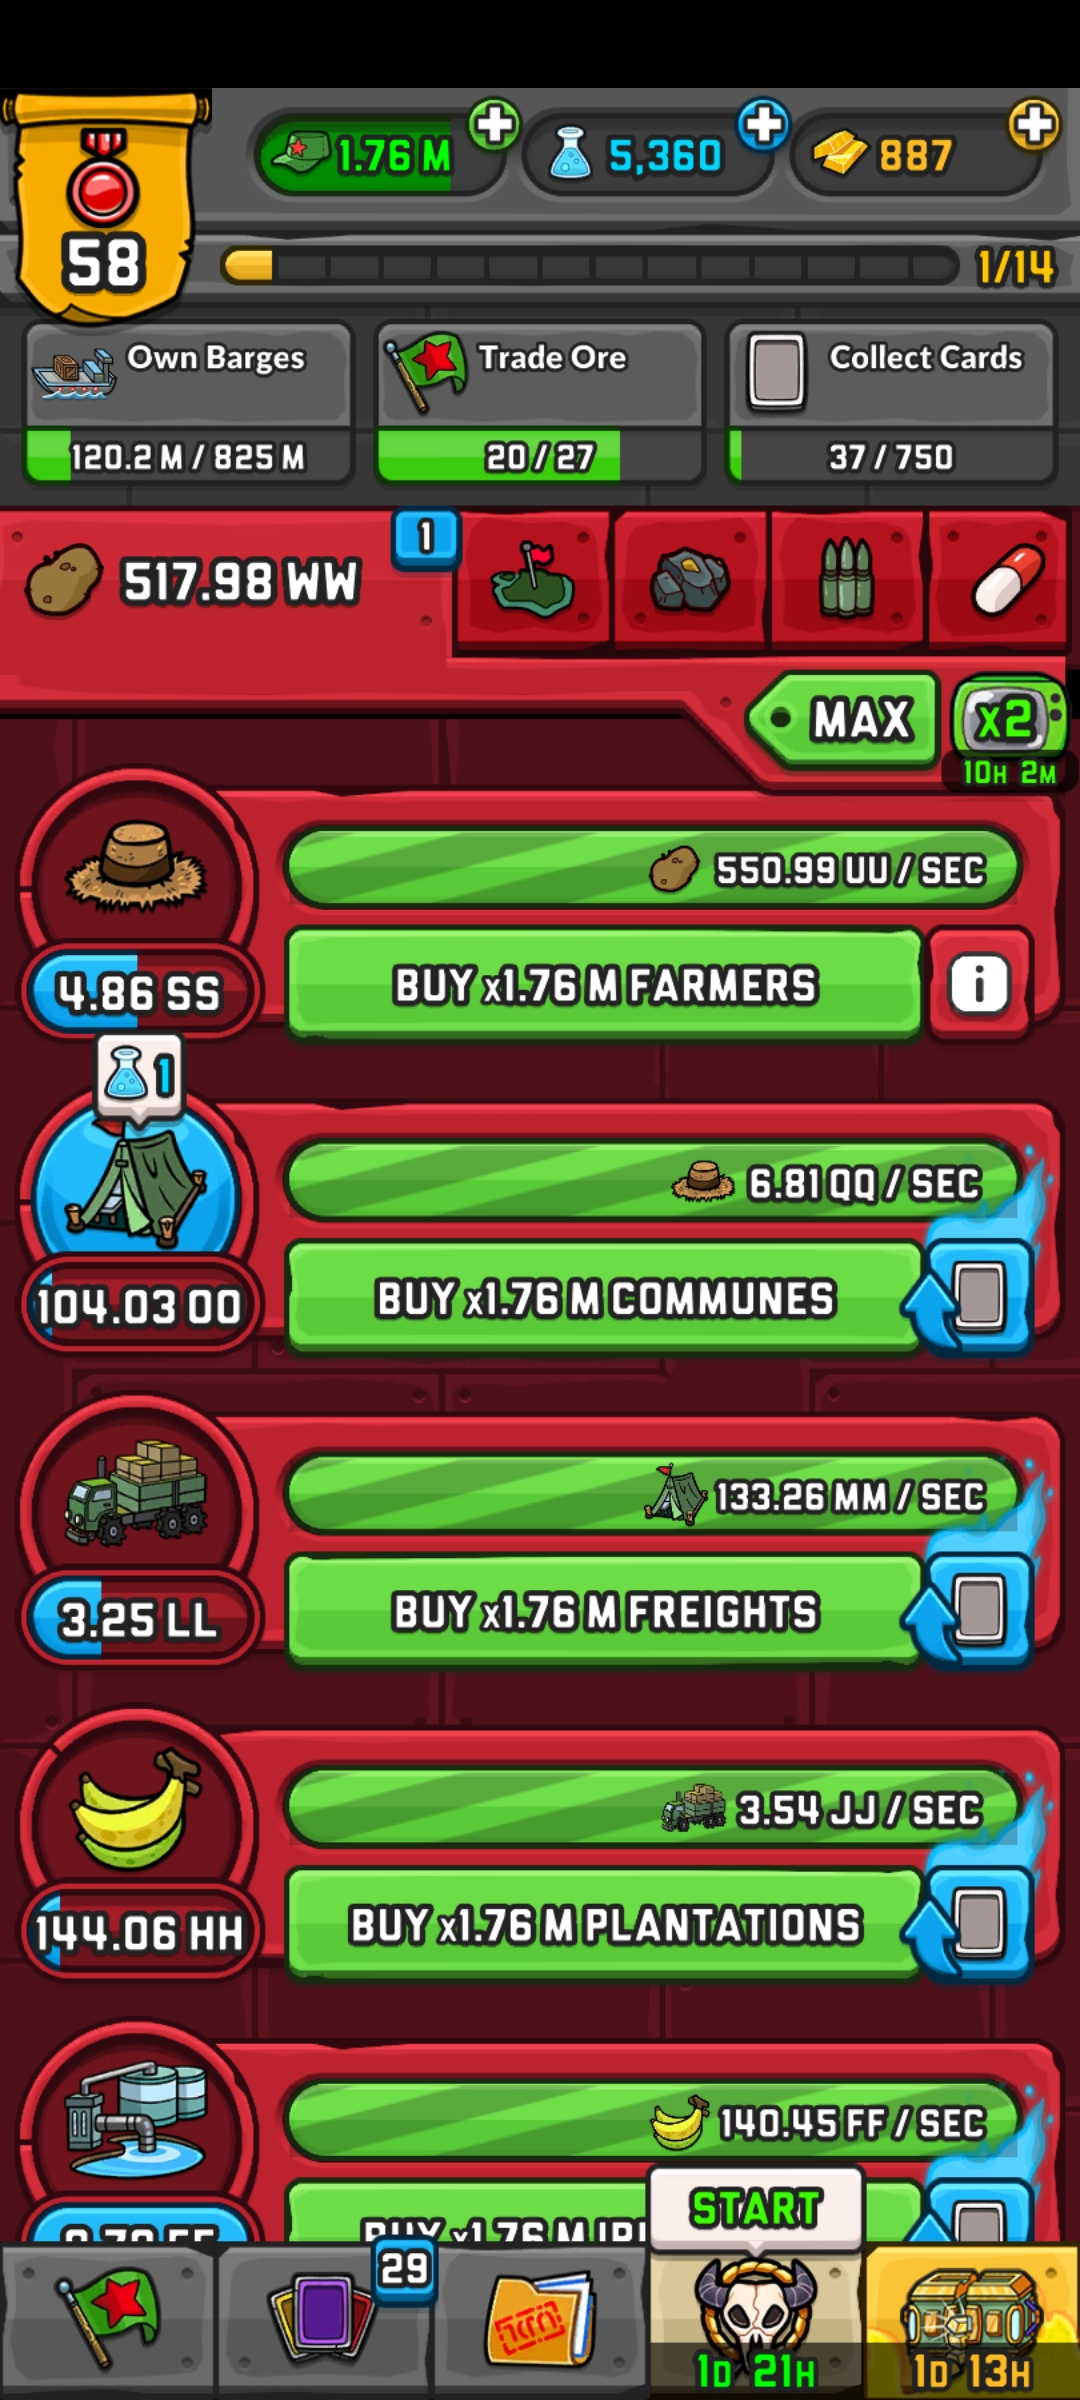 58
1.76 M
5,360
887
1/14
Own Barges
120.2 M / 825 M
Trade Ore
20 / 27
Collect Cards
37 / 750
517.98 WW
1
MAX
x2
10H 2M
550.99 UU / SEC
4.86 SS
BUY x1.76 M FARMERS
i
1
6.81 QQ / SEC
104.03 OO
BUY x1.76 M COMMUNES
133.26 MM / SEC
3.25 LL
BUY x1.76 M FREIGHTS
3.54 JJ / SEC
144.06 HH
BUY x1.76 M PLANTATIONS
140.45 FF / SEC
BUY x1.76 M
START
29
1D 21H
1D 13H